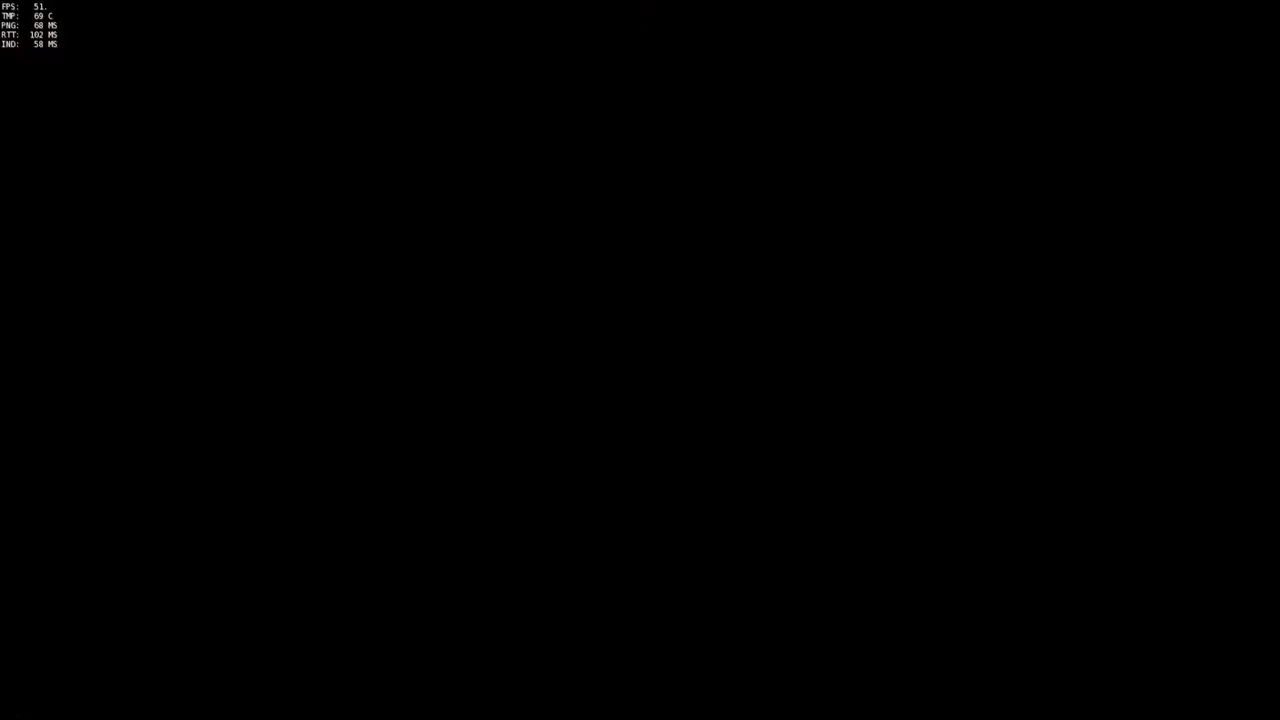 FPS: 51.
TMP: 69 C
PNG: 68 MS
RTT: 102 MS
IND: 58 MS